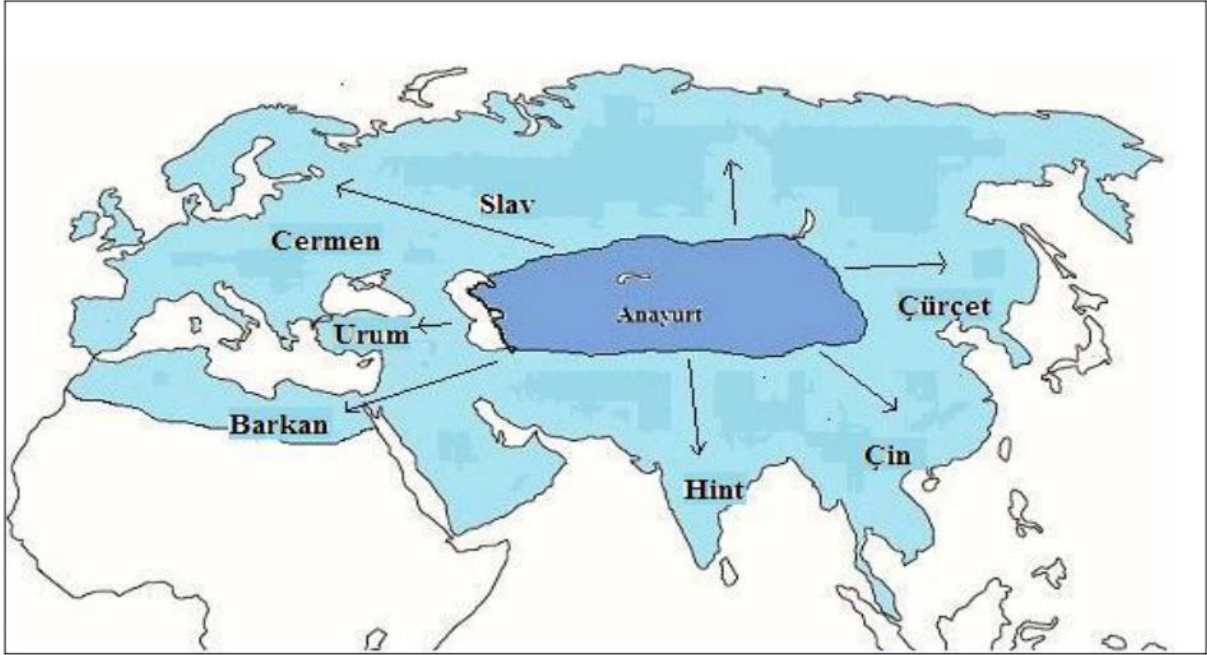 Slav
Cermen
Anayurt
Çürçet
Urum
Barkan
Çin
Hint